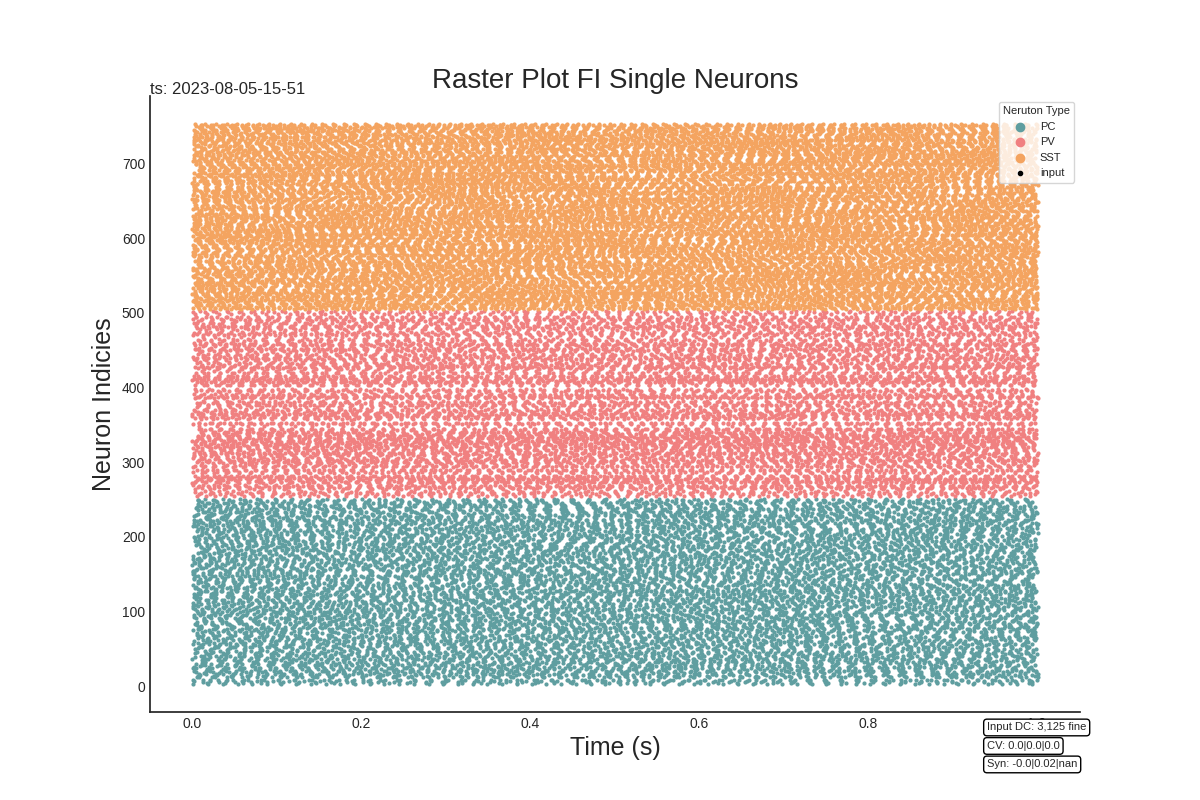 Raster Plot FI Single Neurons
ts: 2023-08-05-15-51
Neruton Type
PC
PV
SST
input
700
600
500
400
300
200
100
0
Neuron Indicies
0.0 0.2 0.4 0.6 0.8
Time (s)
Input DC: 3,125 fine
CV: 0.0|0.0|0.0
Syn: -0.0|0.02|nan